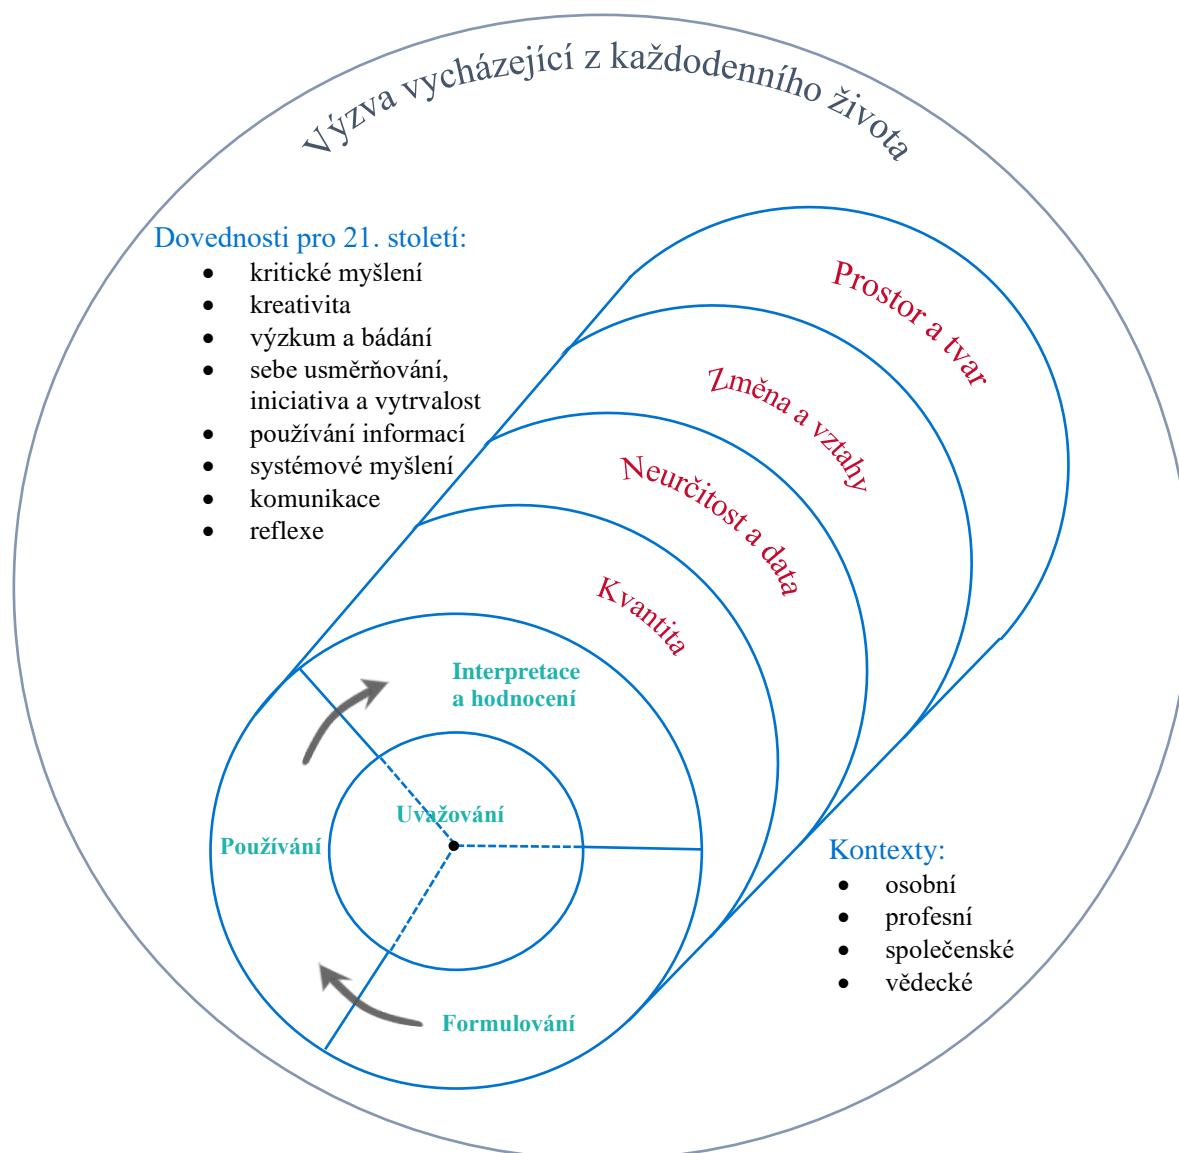 Výzva vycházející z každodenního života
Dovednosti pro 21. století:
• kritické myšlení
• kreativita
• výzkum a bádání
• sebe usměrňování,
iniciativa a vytrvalost
• používání informací
• systémové myšlení
• komunikace
• reflexe
Prostor a tvar
Změna a vztahy
Neurčitost a data
Kvantita
Interpretace
a hodnocení
Uvažování
Používání
Formulování
Kontexty:
• osobní
• profesní
• společenské
• vědecké